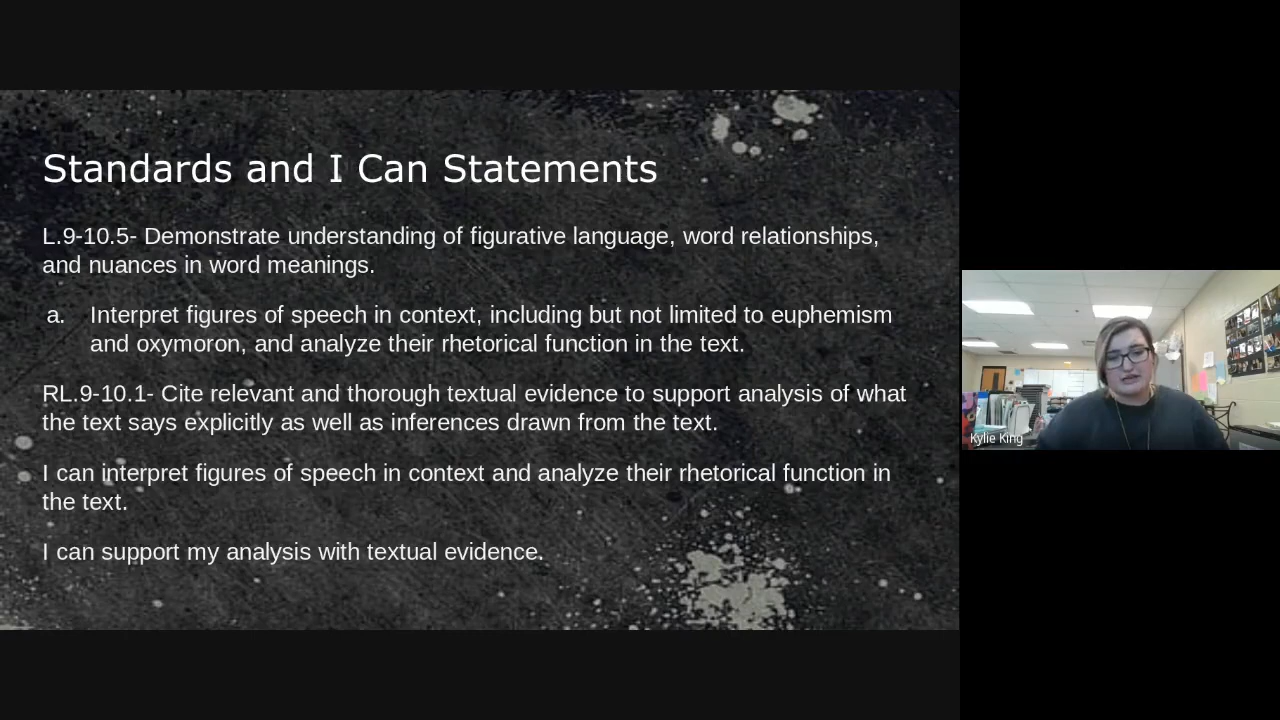 Standards and I Can Statements
L.9-10.5- Demonstrate understanding of figurative language, word relationships,
and nuances in word meanings.
a. Interpret figures of speech in context, including but not limited to euphemism
and oxymoron, and analyze their rhetorical function in the text.
RL.9-10.1- Cite relevant and thorough textual evidence to support analysis of what
the text says explicitly as well as inferences drawn from the text.
I can interpret figures of speech in context and analyze their rhetorical function in
the text.
I can support my analysis with textual evidence.
Kylie King